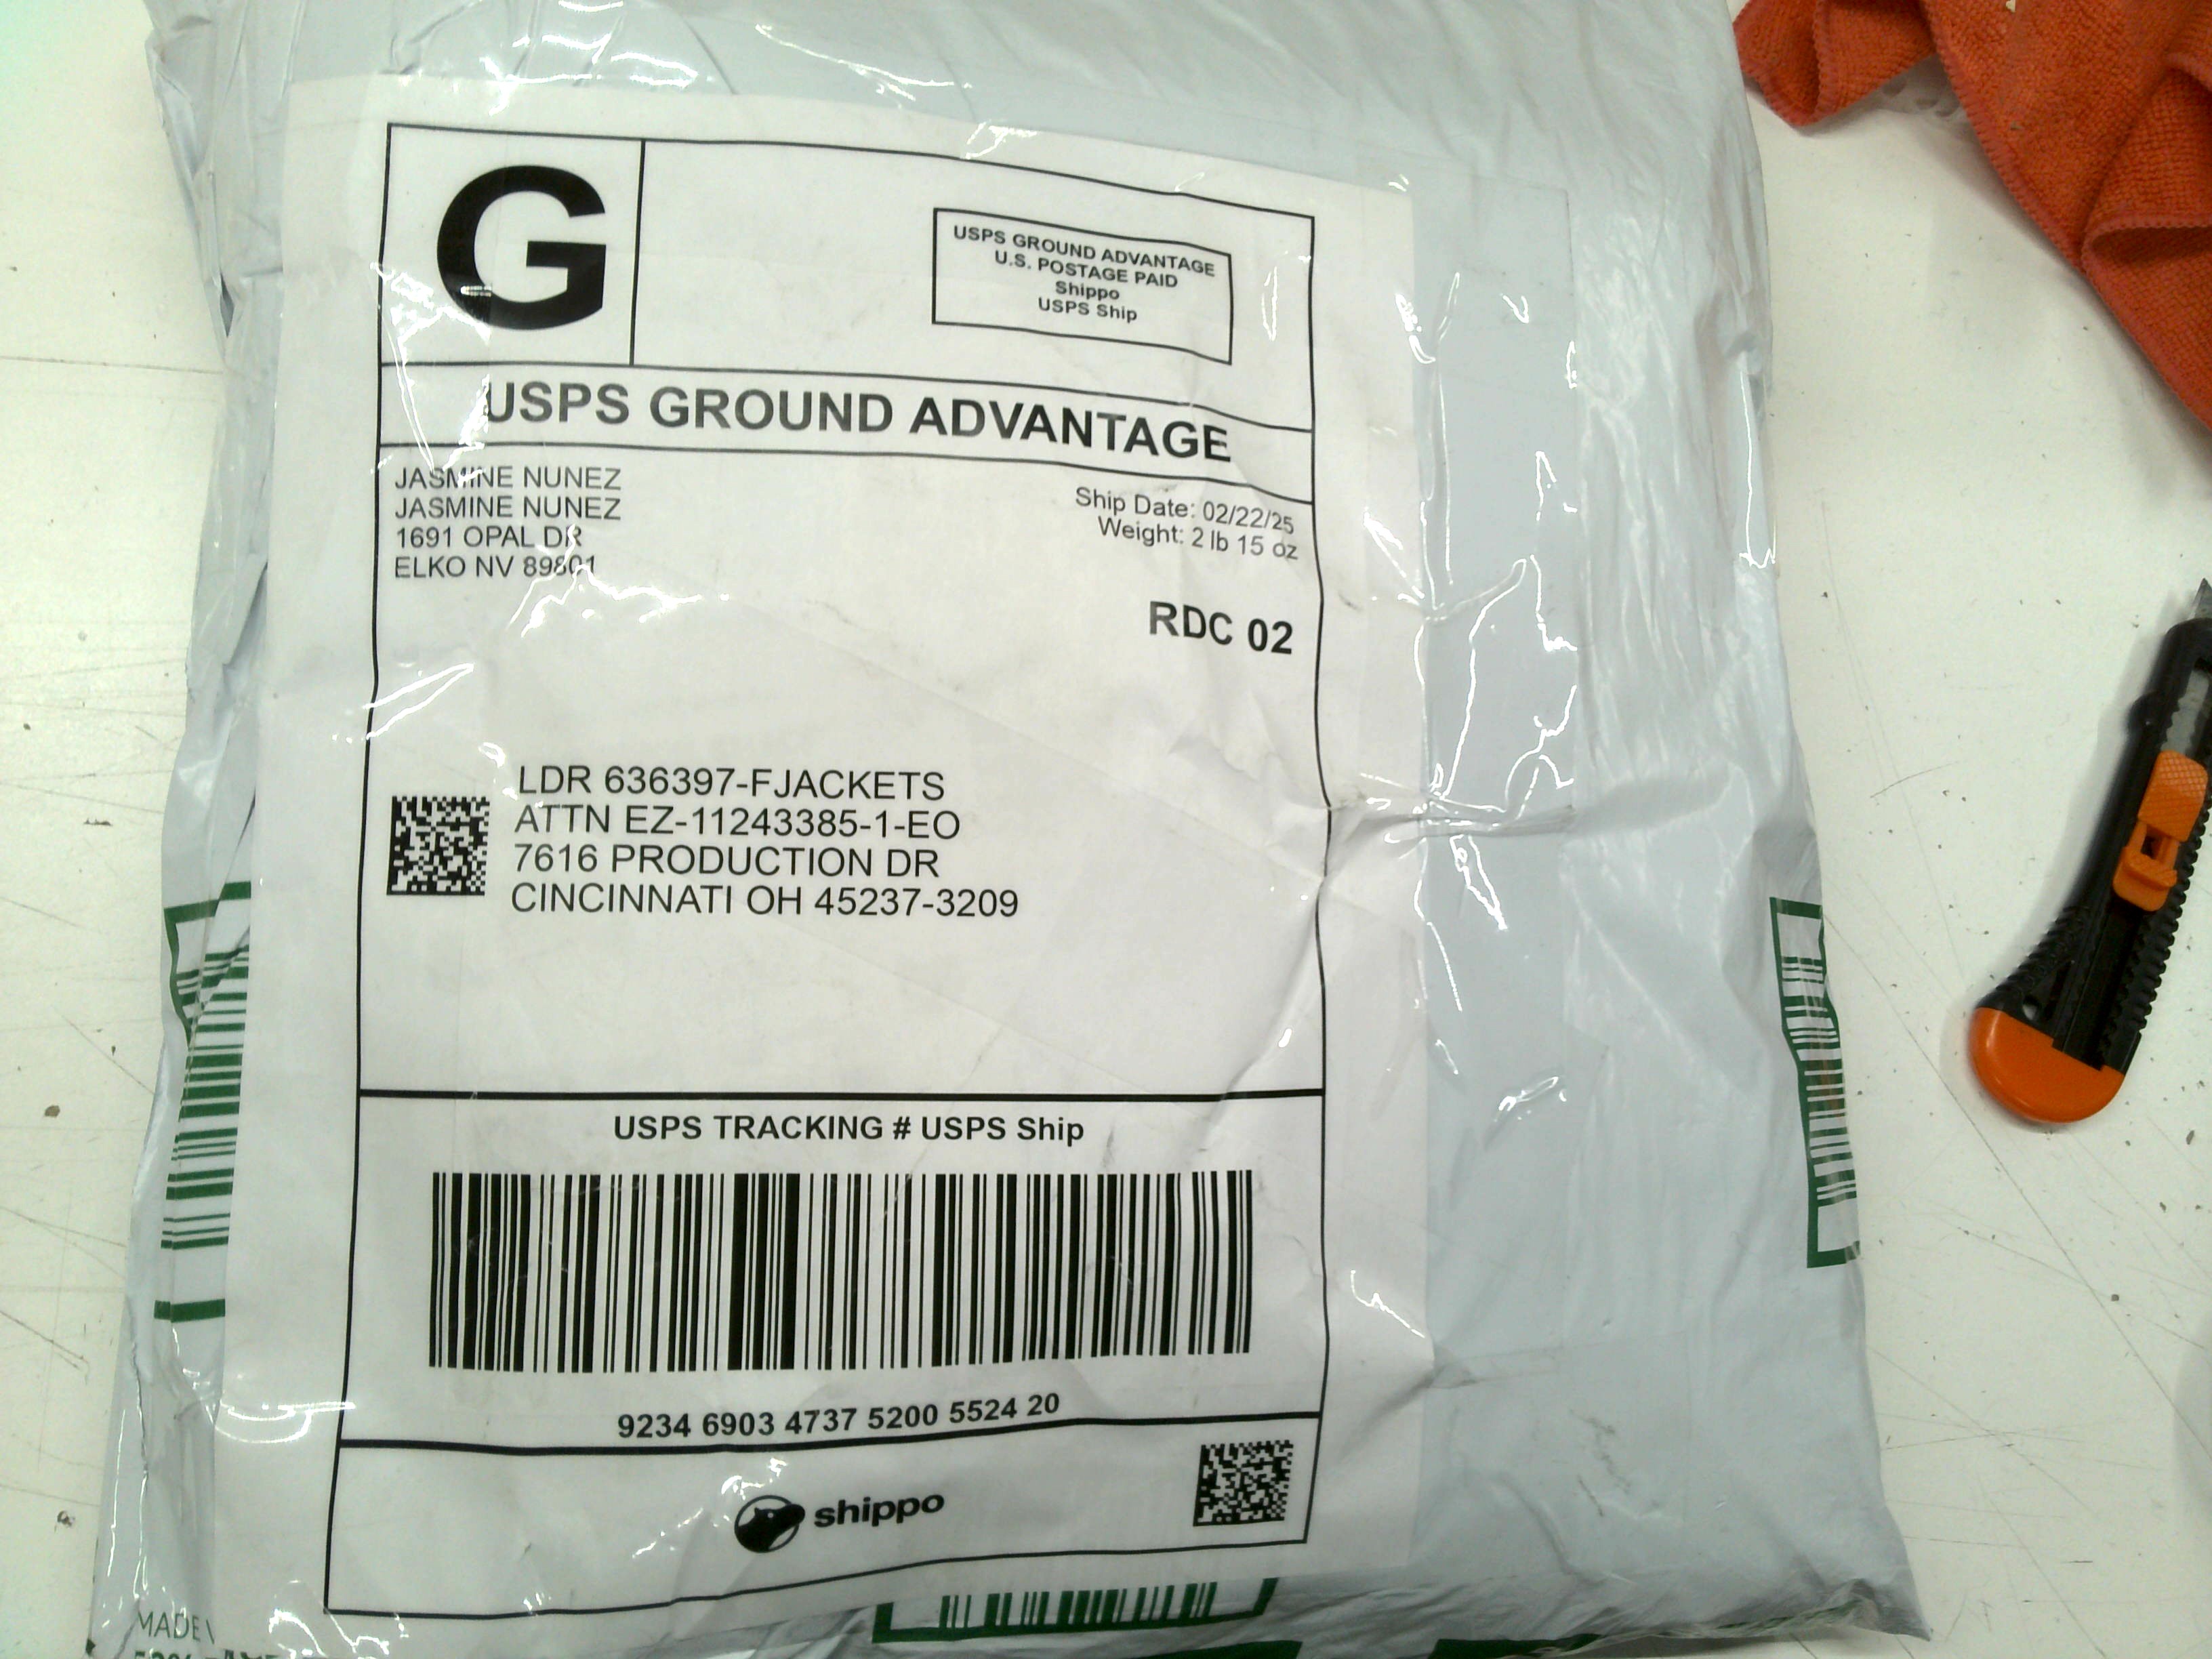 G
USPS GROUND ADVANTAGE
U.S. POSTAGE PAID
Shippo
USPS Ship
USPS GROUND ADVANTAGE
JASMINE NUNEZ
JASMINE NUNEZ
1691 OPAL DR
ELKO NV 89801
Ship Date: 02/22/25
Weight: 2 lb 15 oz
RDC 02
LDR 636397-FJACKETS
ATTN EZ-11243385-1-EO
7616 PRODUCTION DR
CINCINNATI OH 45237-3209
USPS TRACKING # USPS Ship
9234 6903 4737 5200 5524 20
shippo
MADE